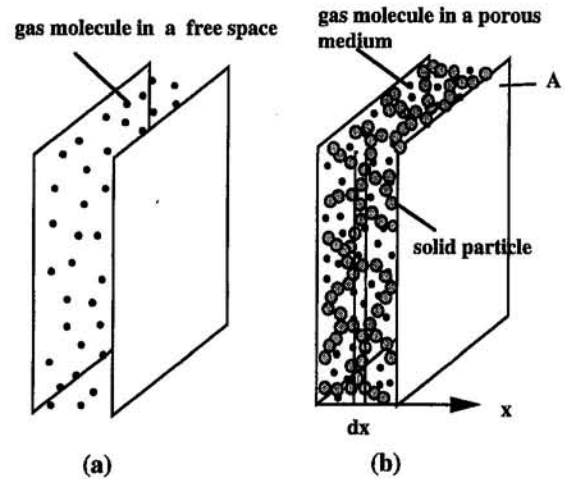 gas molecule in a free space
gas molecule in a porous
medium
A
solid particle
x
dx
(a)
(b)